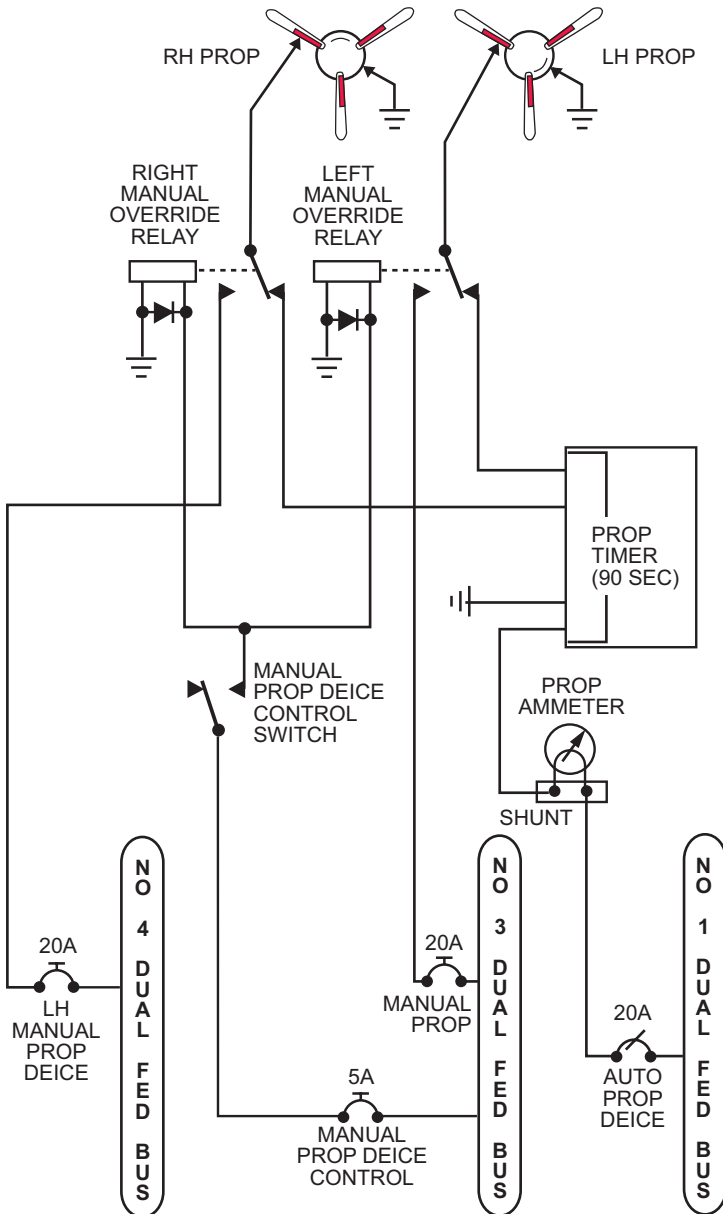 RH PROP
LH PROP
RIGHT
MANUAL
OVERRIDE
RELAY
LEFT
MANUAL
OVERRIDE
RELAY
PROP
TIMER
(90 SEC)
MANUAL
PROP DEICE
CONTROL
SWITCH
PROP
AMMETER
SHUNT
NO 4 DUAL FED BUS
NO 3 DUAL FED BUS
NO 1 DUAL FED BUS
20A
LH
MANUAL
PROP
DEICE
20A
MANUAL
PROP
20A
AUTO
PROP
DEICE
5A
MANUAL
PROP DEICE
CONTROL